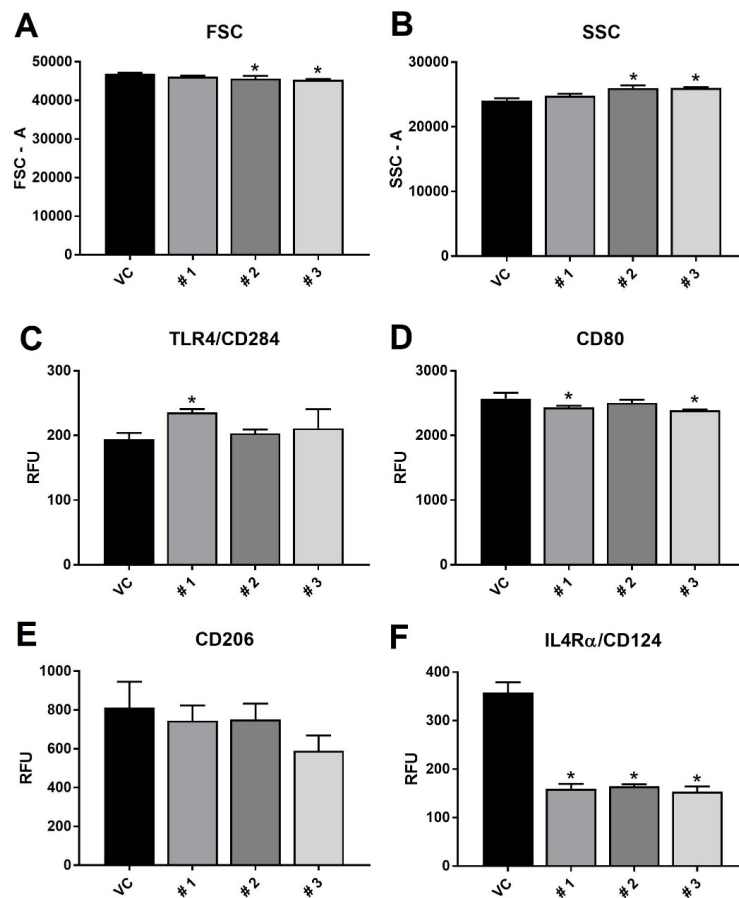 A
FSC
50000
40000
30000
20000
10000
0
FSC - A
*
*
VC
# 1
# 2
# 3
B
SSC
30000
20000
10000
0
SSC - A
*
*
VC
# 1
# 2
# 3
C
TLR4/CD284
300
200
100
0
RFU
*
VC
# 1
# 2
# 3
D
CD80
3000
2000
1000
0
RFU
*
*
VC
# 1
# 2
# 3
E
CD206
1000
800
600
400
200
0
RFU
VC
# 1
# 2
# 3
F
IL4Rα/CD124
400
300
200
100
0
RFU
*
*
*
VC
# 1
# 2
# 3